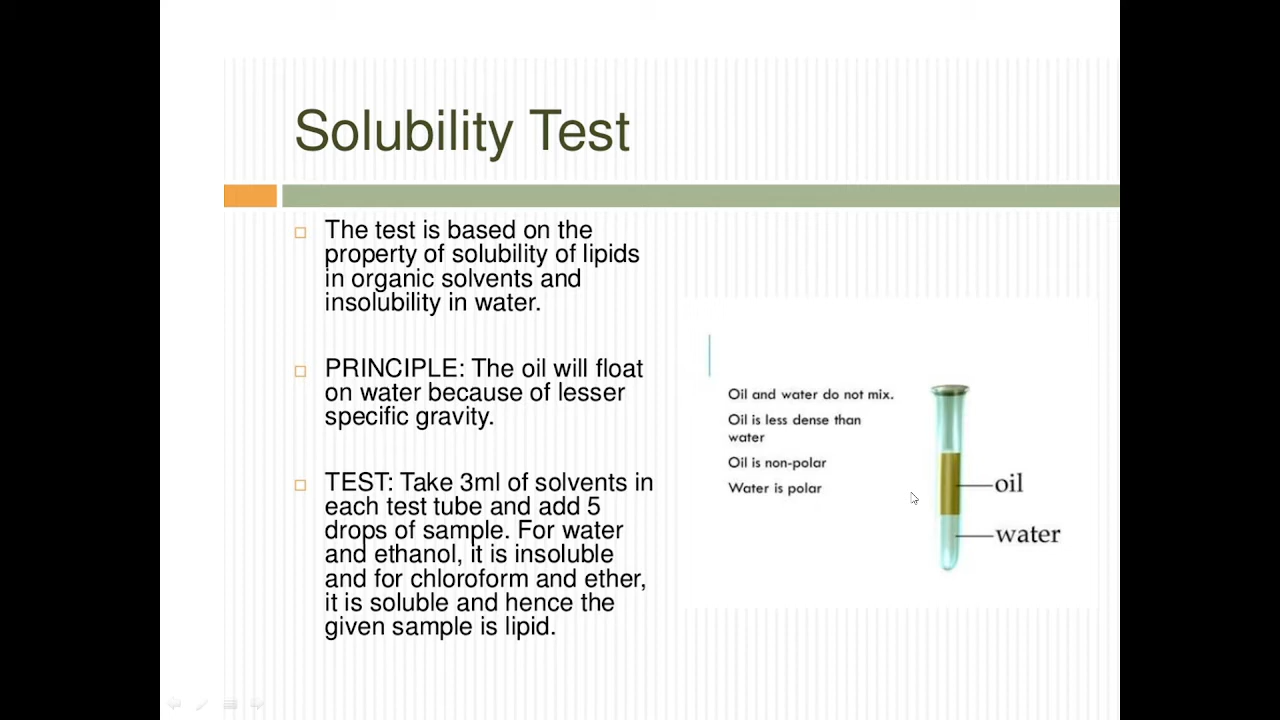 Solubility Test
The test is based on the
property of solubility of lipids
in organic solvents and
insolubility in water.
PRINCIPLE: The oil will float
on water because of lesser
specific gravity.
TEST: Take 3ml of solvents in
each test tube and add 5
drops of sample. For water
and ethanol, it is insoluble
and for chloroform and ether,
it is soluble and hence the
given sample is lipid.
Oil and water do not mix.
Oil is less dense than
water
Oil is non-polar
Water is polar
oil
water